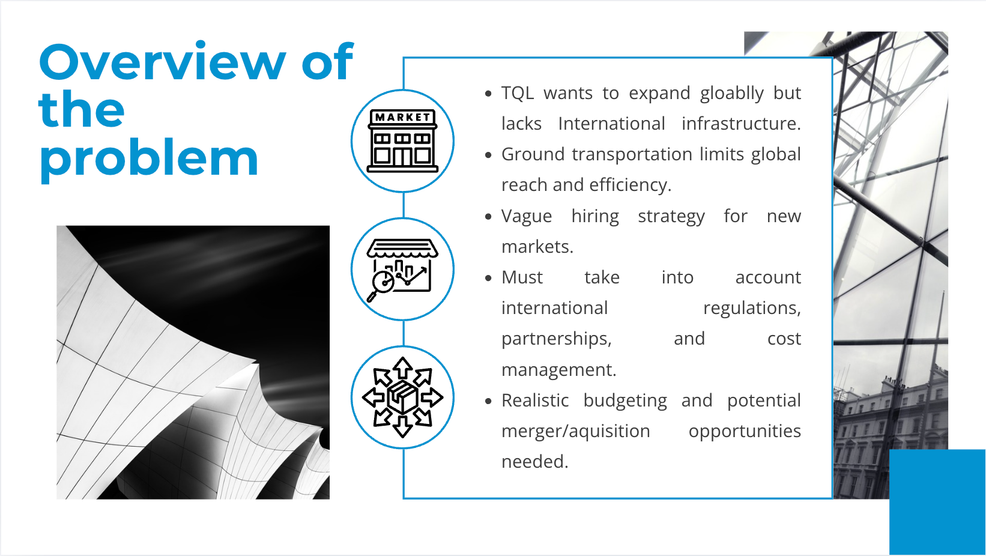 Overview of
the
problem
MARKET
• TQL wants to expand gloablly but
lacks International infrastructure.
• Ground transportation limits global
reach and efficiency.
• Vague hiring strategy for new
markets.
• Must take into account
international regulations,
partnerships, and cost
management.
• Realistic budgeting and potential
merger/aquisition opportunities
needed.